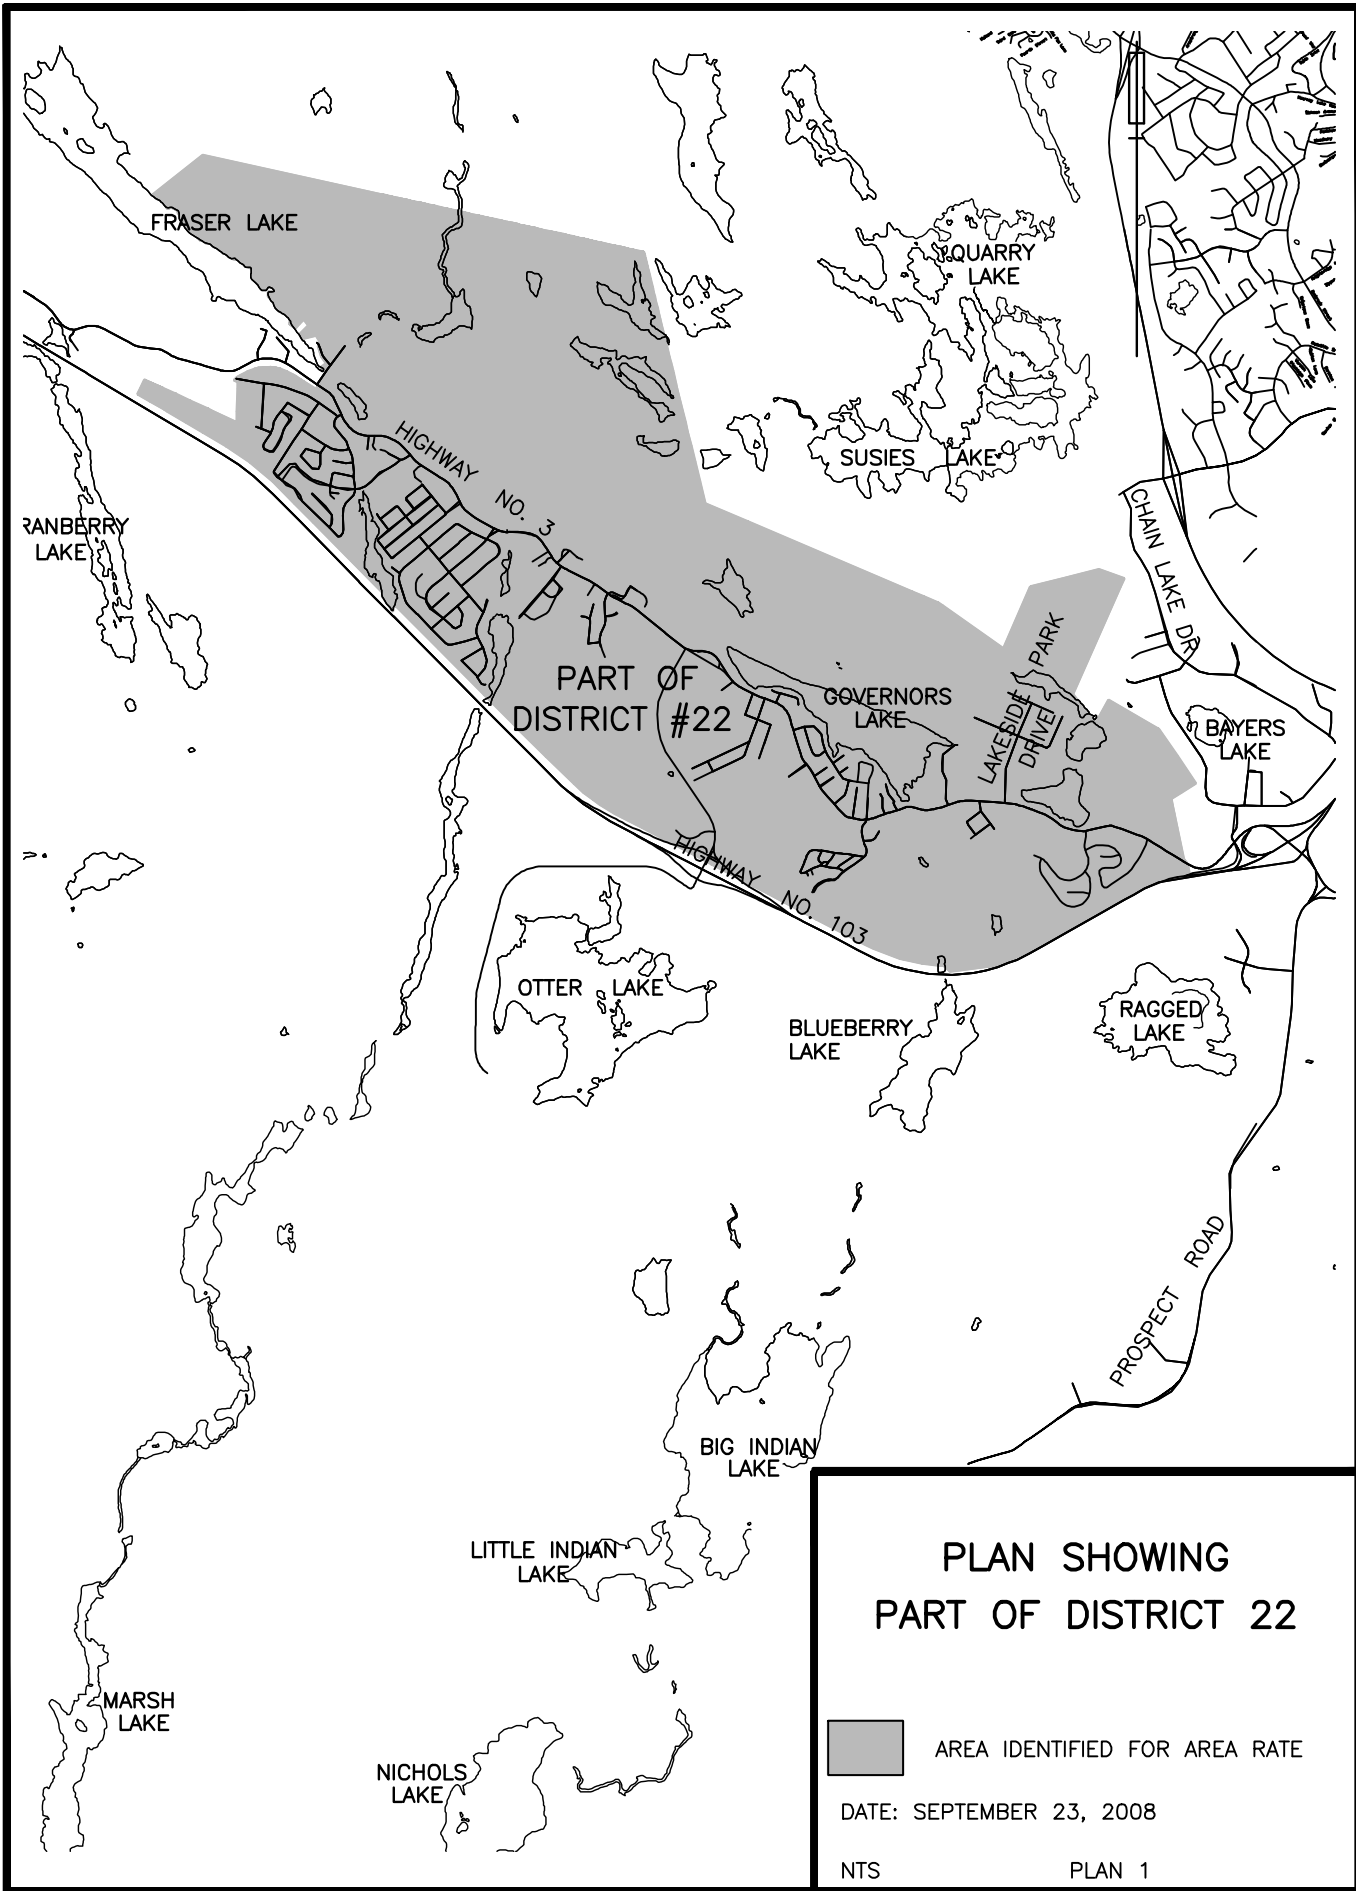 FRASER LAKE
QUARRY
LAKE
HIGHWAY NO. 3
SUSIES LAKE
CHAIN LAKE DR
RANBERRY
LAKE
PART OF
DISTRICT #22
GOVERNORS
LAKE
LAKESIDE PARK
DRIVE
BAYERS
LAKE
HIGHWAY NO. 103
OTTER LAKE
BLUEBERRY
LAKE
RAGGED
LAKE
PROSPECT ROAD
BIG INDIAN
LAKE
LITTLE INDIAN
LAKE
MARSH
LAKE
NICHOLS
LAKE
PLAN SHOWING
PART OF DISTRICT 22
AREA IDENTIFIED FOR AREA RATE
DATE: SEPTEMBER 23, 2008
NTS PLAN 1